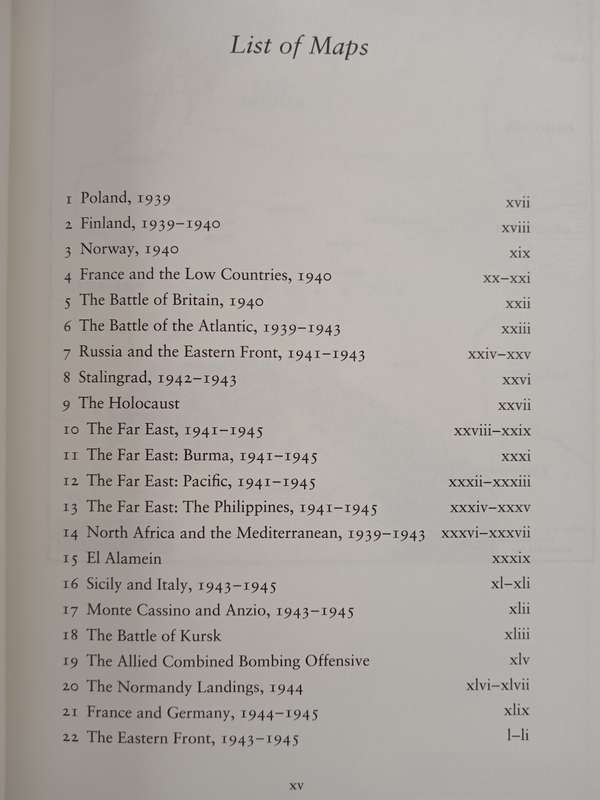 List of Maps
1 Poland, 1939 xvii
2 Finland, 1939–1940 xviii
3 Norway, 1940 xix
4 France and the Low Countries, 1940 xx–xxi
5 The Battle of Britain, 1940 xxii
6 The Battle of the Atlantic, 1939–1943 xxiii
7 Russia and the Eastern Front, 1941–1943 xxiv–xxv
8 Stalingrad, 1942–1943 xxvi
9 The Holocaust xxvii
10 The Far East, 1941–1945 xxviii–xxix
11 The Far East: Burma, 1941–1945 xxxi
12 The Far East: Pacific, 1941–1945 xxxii–xxxiii
13 The Far East: The Philippines, 1941–1945 xxxiv–xxxv
14 North Africa and the Mediterranean, 1939–1943 xxxvi–xxxvii
15 El Alamein xxxix
16 Sicily and Italy, 1943–1945 xl–xli
17 Monte Cassino and Anzio, 1943–1945 xlii
18 The Battle of Kursk xliii
19 The Allied Combined Bombing Offensive xlv
20 The Normandy Landings, 1944 xlvi–xlvii
21 France and Germany, 1944–1945 xlix
22 The Eastern Front, 1943–1945 l–li
xv